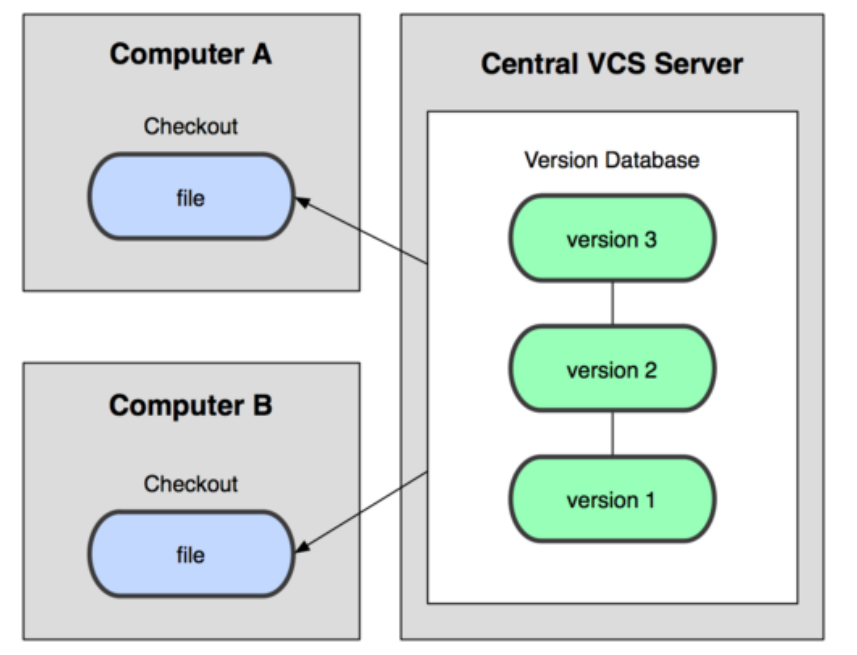 Computer A
Checkout
file
Computer B
Checkout
file
Central VCS Server
Version Database
version 3
version 2
version 1